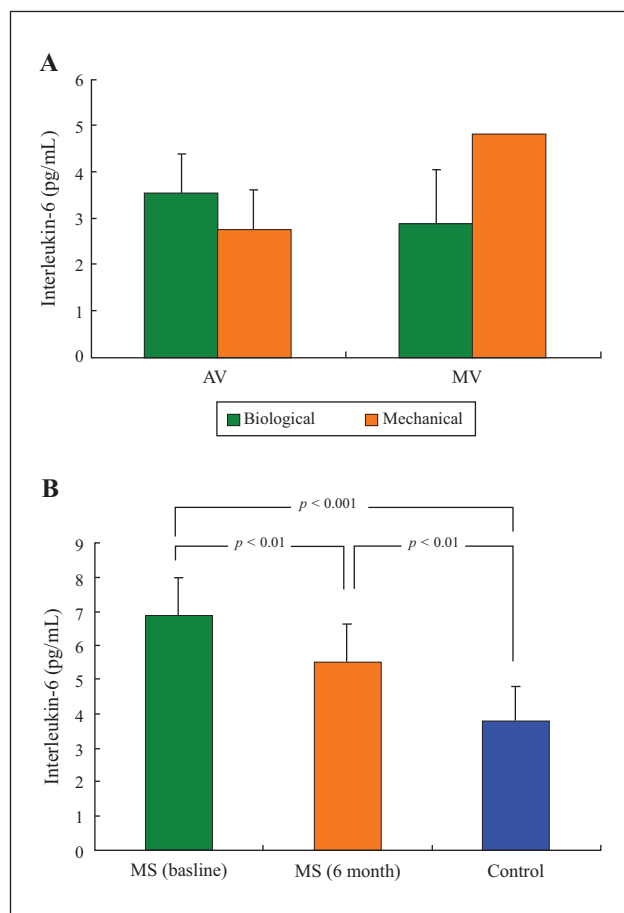 A
Interleukin-6 (pg/mL)
6
5
4
3
2
1
0
AV MV
Biological Mechanical
B
p < 0.001
p < 0.01 p < 0.01
Interleukin-6 (pg/mL)
9
8
7
6
5
4
3
2
1
0
MS (basline) MS (6 month) Control